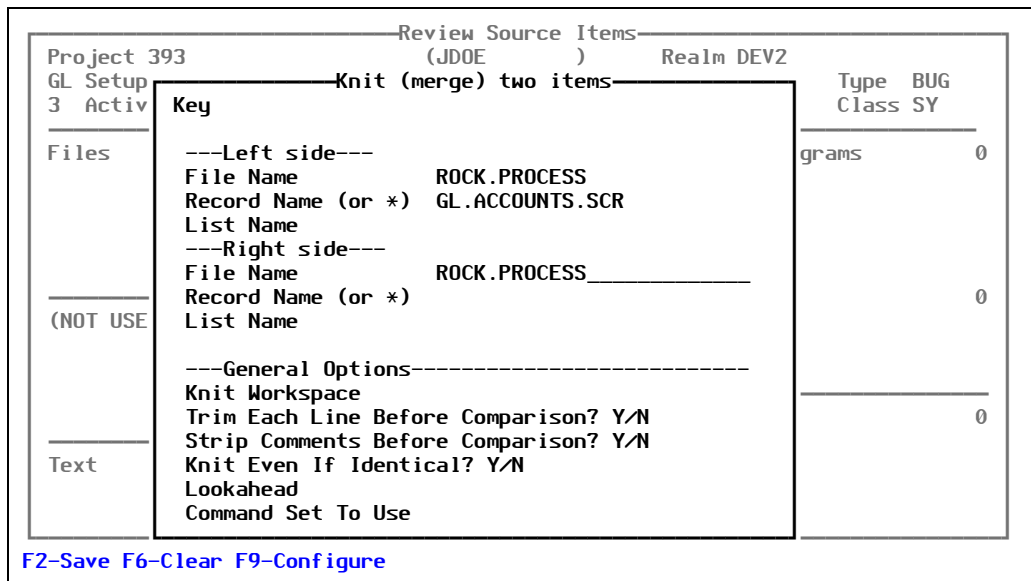 Review Source Items
Project 393 (JDOE ) Realm DEV2
GL Setup Knit (merge) two items Type BUG
3 Activ Key Class SY
Files ---Left side--- grams 0
File Name ROCK.PROCESS
Record Name (or *) GL.ACCOUNTS.SCR
List Name
---Right side---
File Name ROCK.PROCESS_____________
Record Name (or *) 0
(NOT USE List Name
---General Options---------------------------
Knit Workspace
Trim Each Line Before Comparison? Y/N 0
Strip Comments Before Comparison? Y/N
Text Knit Even If Identical? Y/N
Lookahead
Command Set To Use
F2-Save F6-Clear F9-Configure